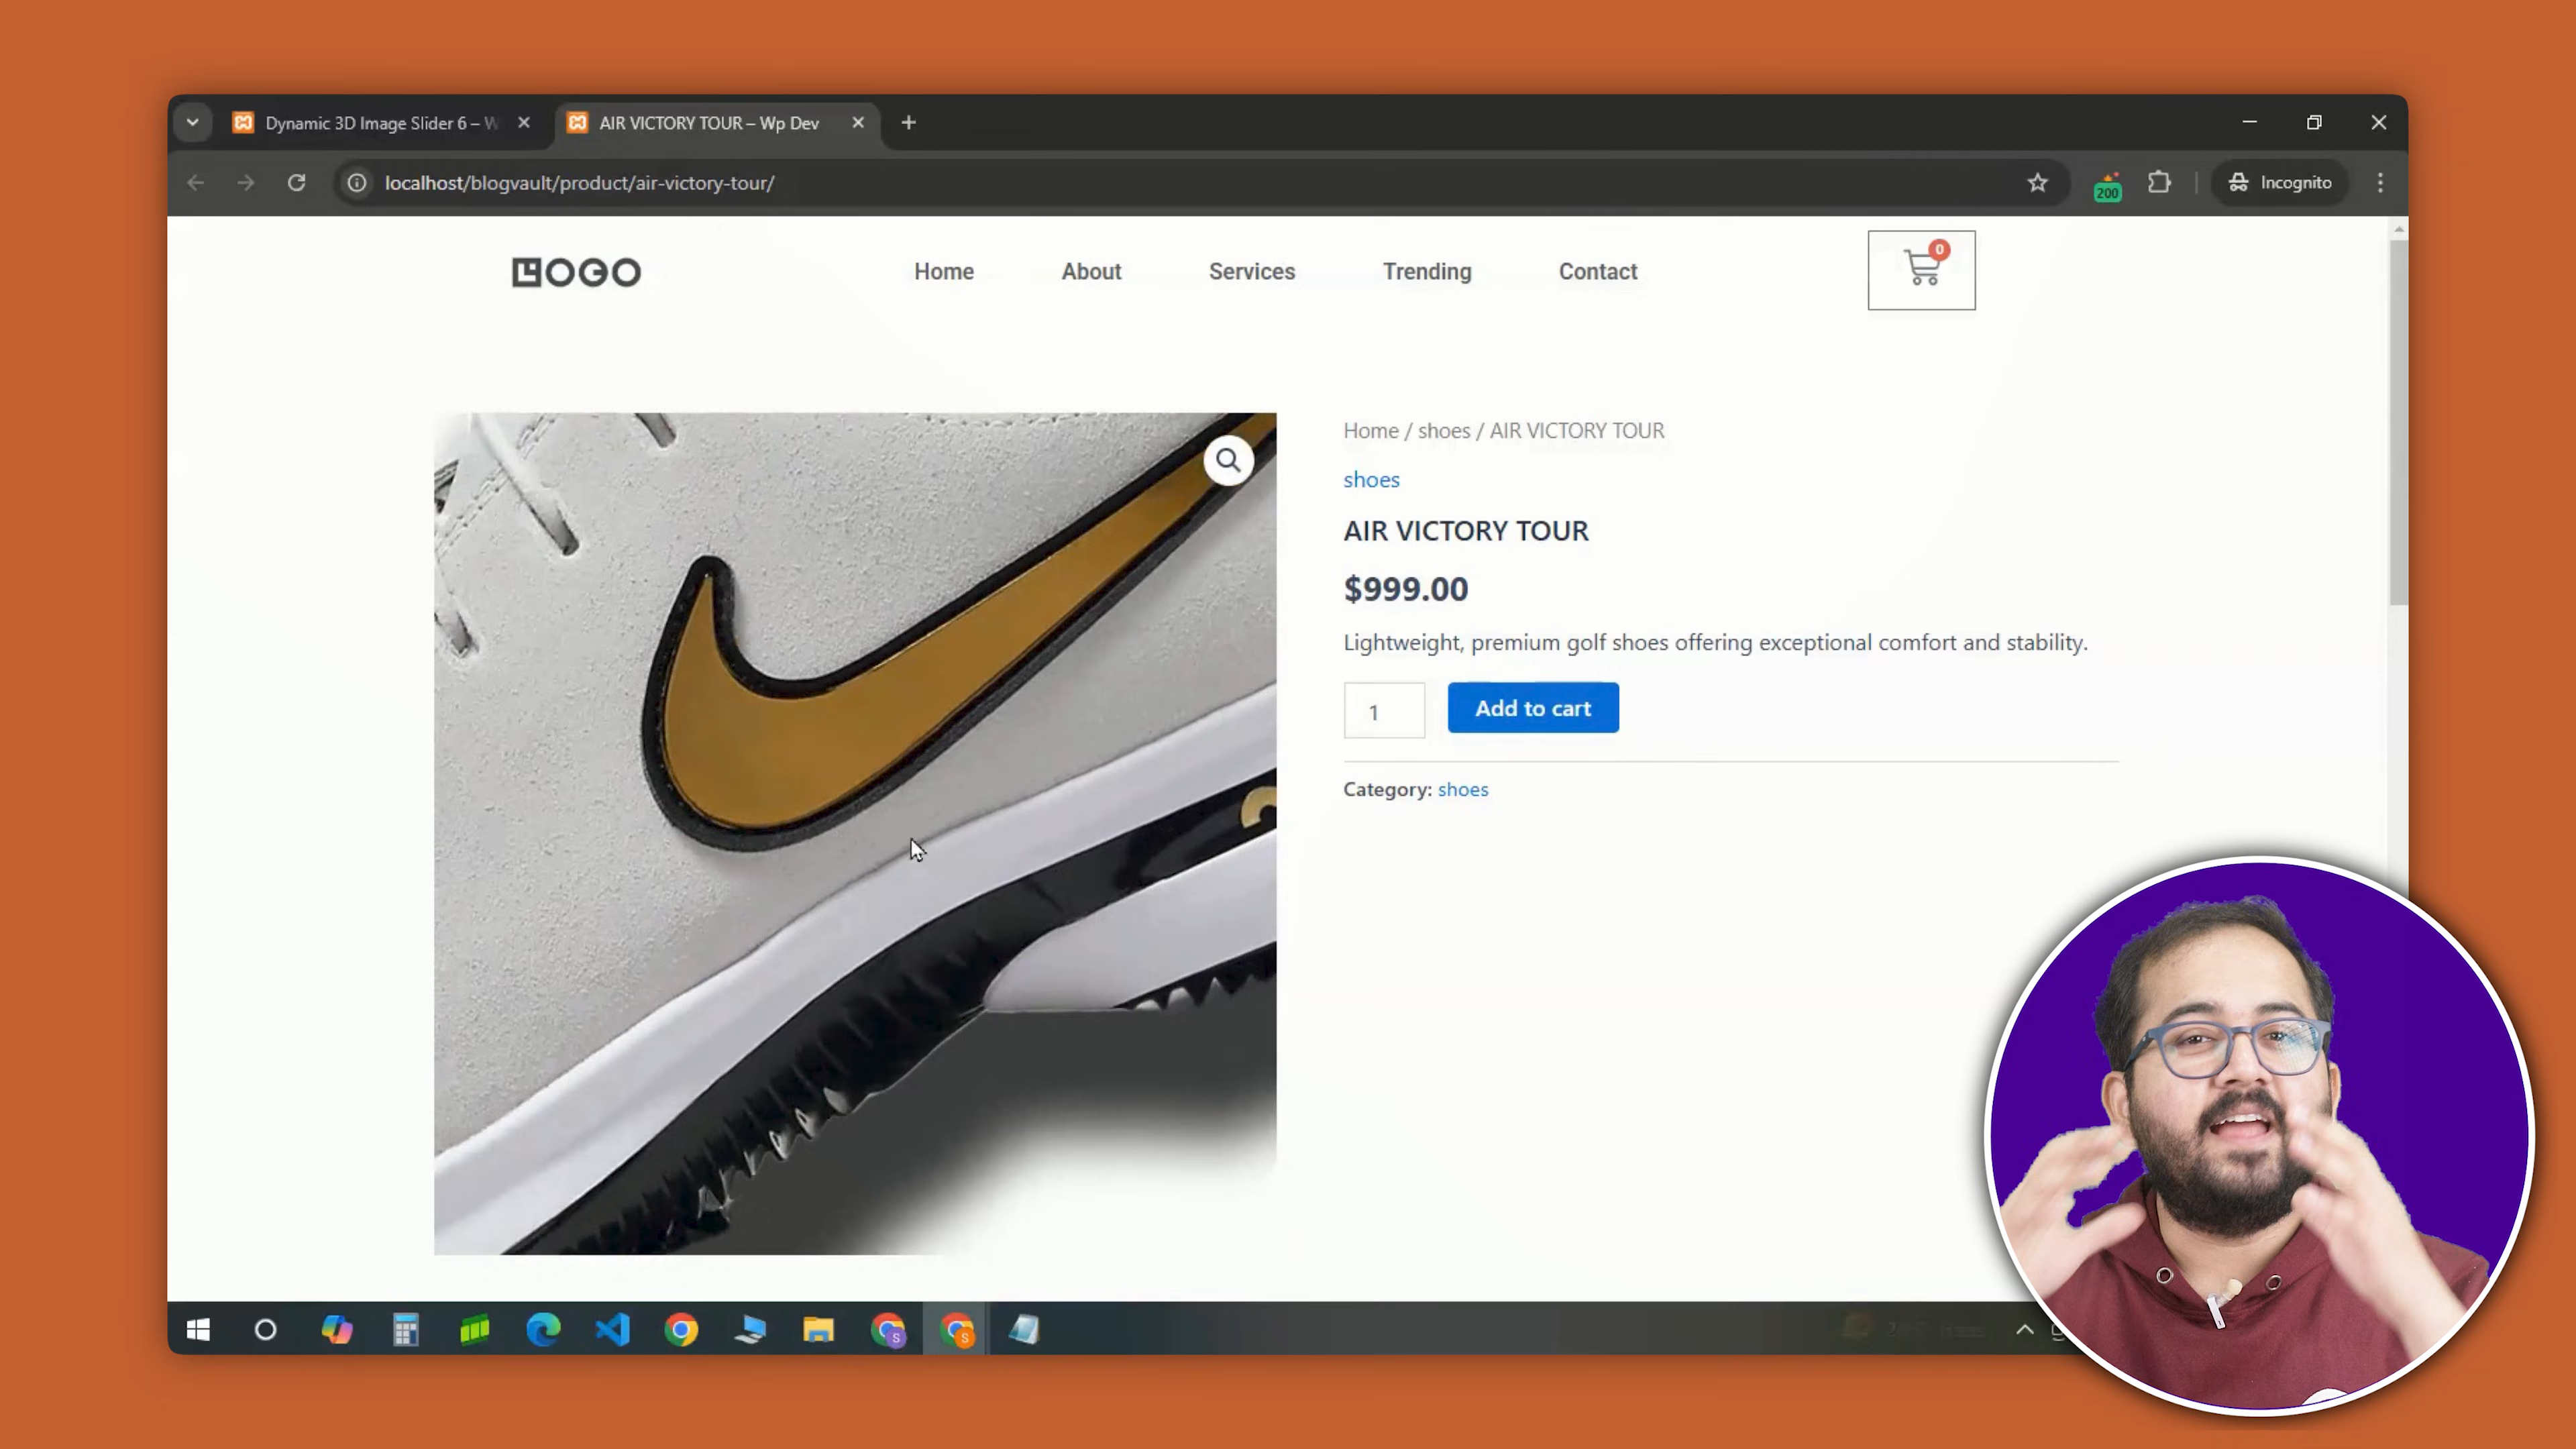 Dynamic 3D Image Slider 6 – W
AIR VICTORY TOUR – Wp Dev
localhost/blogvault/product/air-victory-tour/
200
Incognito
LOGO
Home
About
Services
Trending
Contact
0
Home / shoes / AIR VICTORY TOUR
shoes
AIR VICTORY TOUR
$999.00
Lightweight, premium golf shoes offering exceptional comfort and stability.
1
Add to cart
Category: shoes
S
S